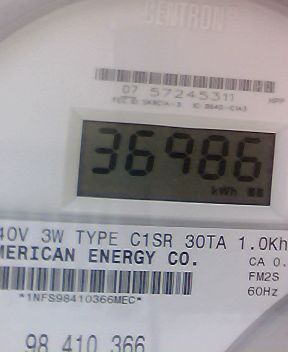 CENTRON
07 57245311
36986
kWh
40V 3W TYPE C1SR 30TA 1.0Kh
MERICAN ENERGY CO.
CA 0.
FM2S
*1NFS98410366MEC*
60Hz
98 410 366